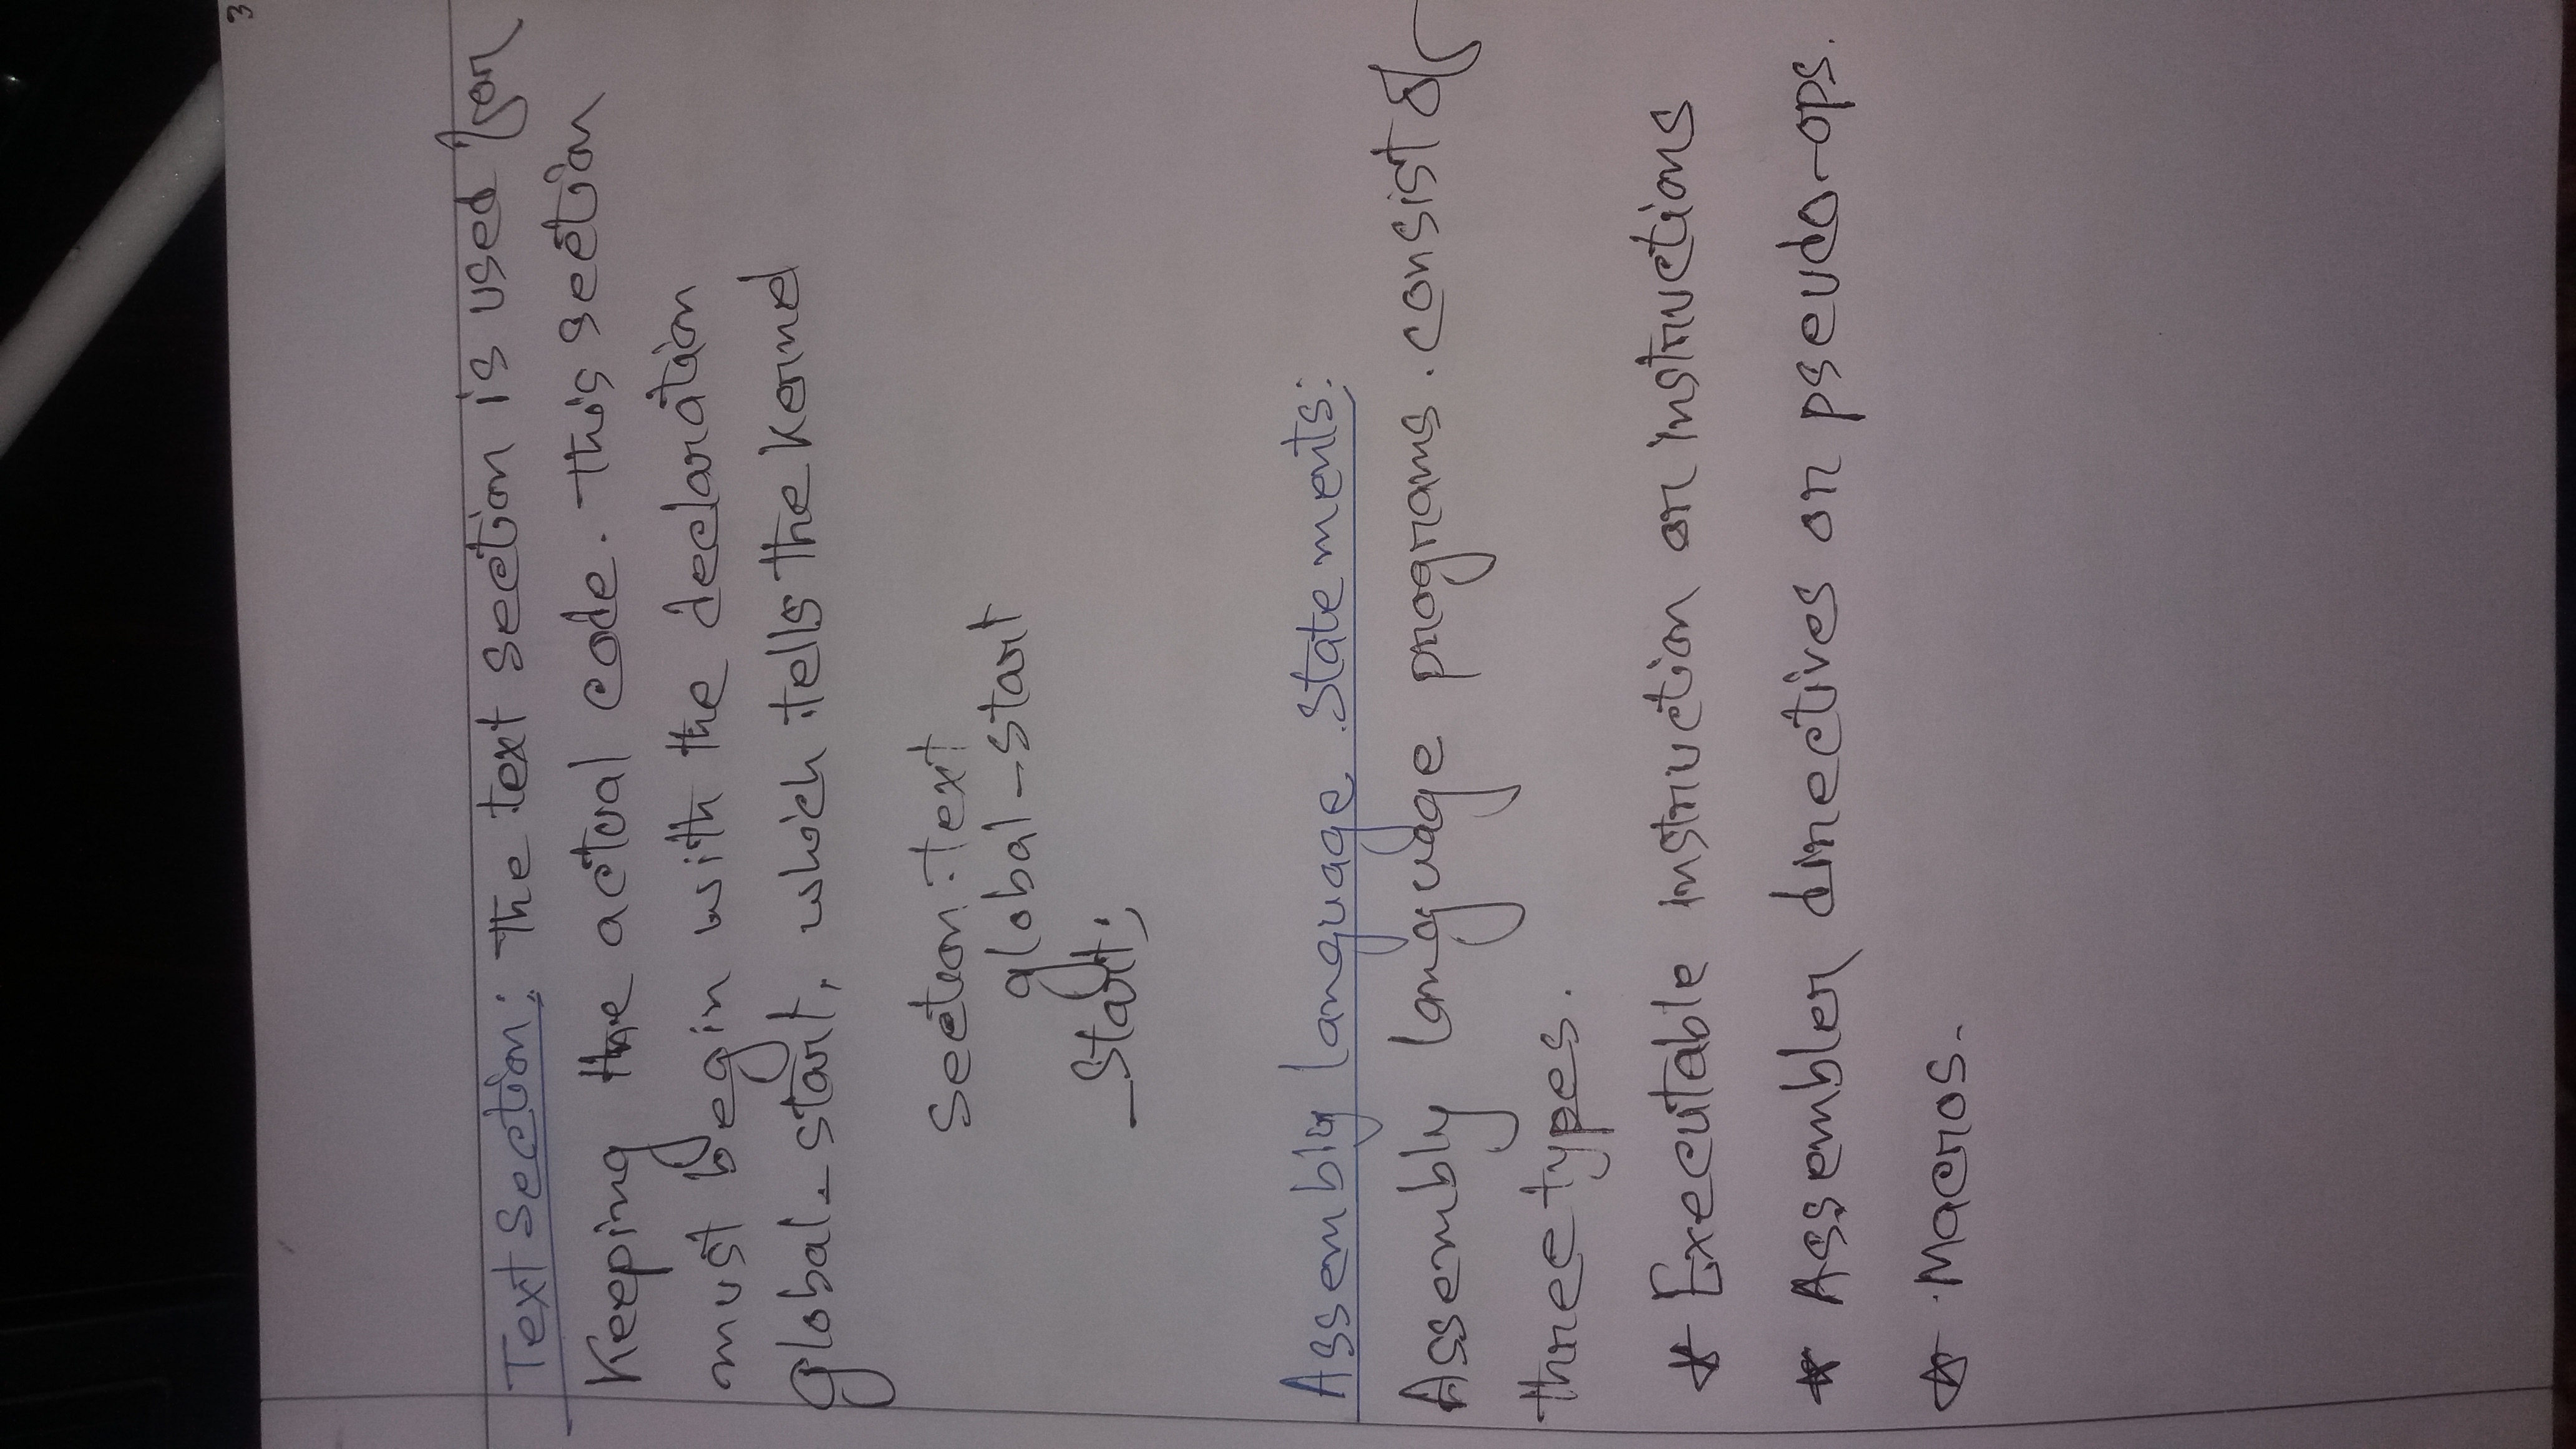 3
Text Section: The text section is used for
Keeping the actual code. This section
must begin with the declaration
global_start, which tells the Kernel
Section .text
global_start
_Start;
Assembly language statements:
Assembly language programs. consist of
three types.
* Executable instruction or instructions
* Assembler directives or pseudo-ops.
* Macros.